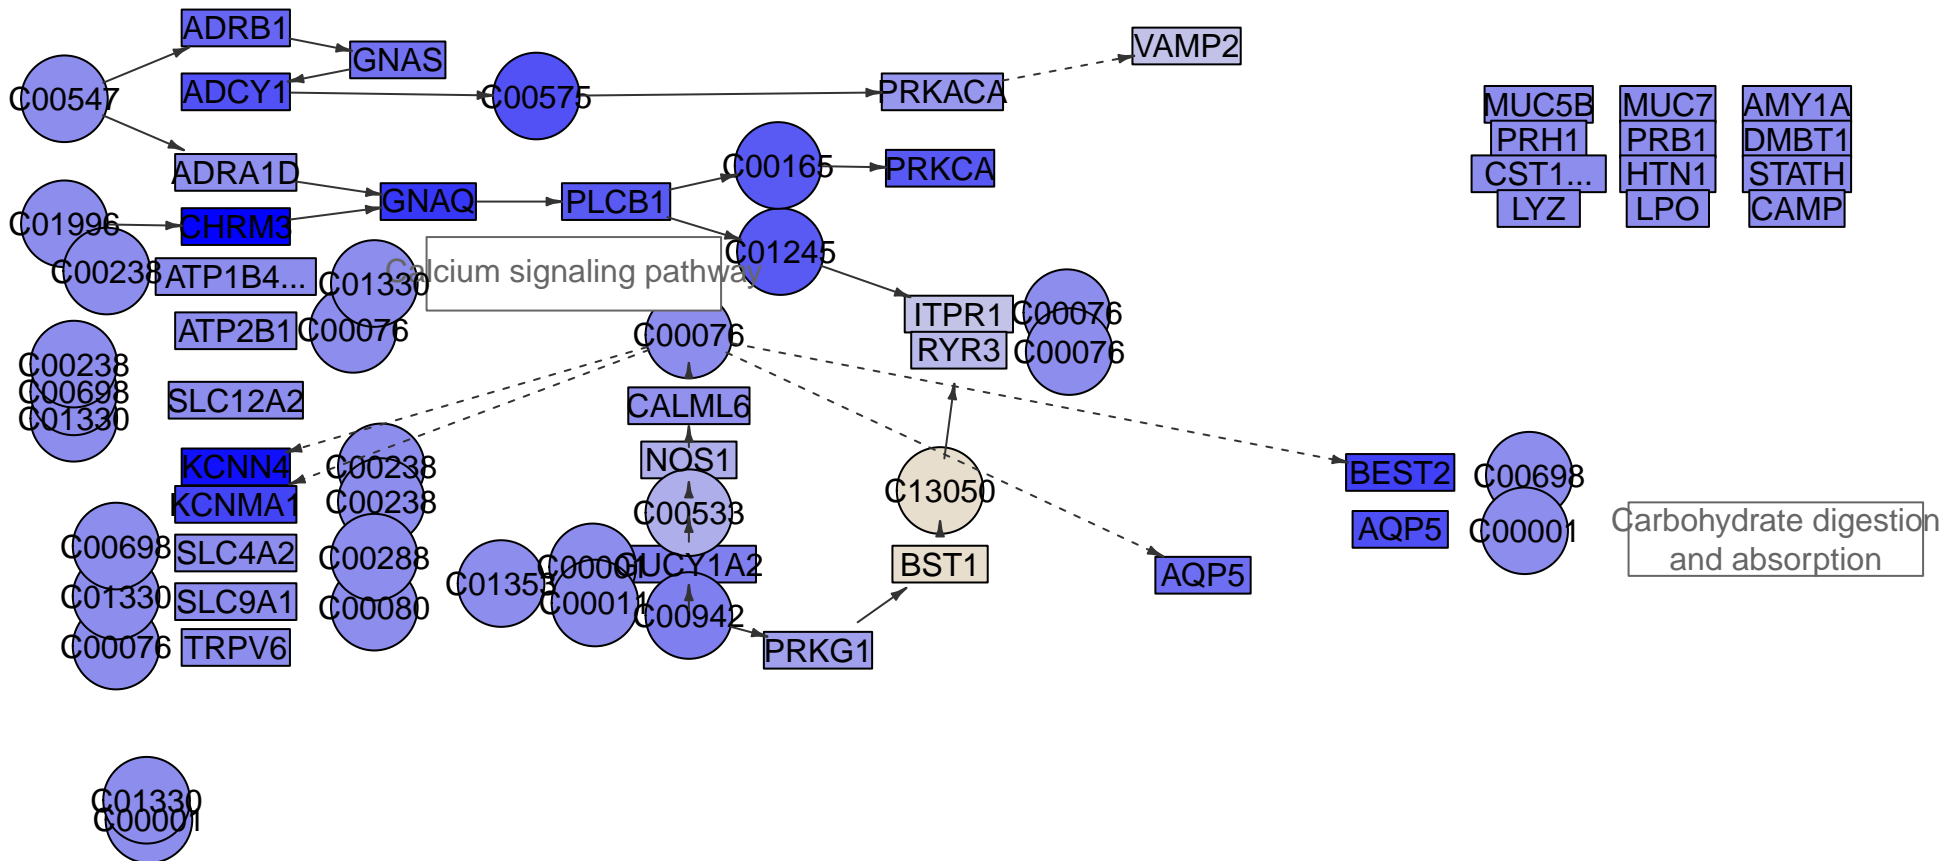 ADRB1
GNAS
VAMP2
C00547
ADCY1
C00575
PRKACA
MUC5B
MUC7
AMY1A
PRH1
PRB1
DMBT1
ADRA1D
C00165
PRKCA
CST1...
HTN1
STATH
GNAQ
PLCB1
LYZ
LPO
CAMP
C01996
CHRM3
C01245
C00238
ATP1B4...
C01330
Calcium signaling pathway
ITPR1
C00076
ATP2B1
C00076
C00076
RYR3
C00076
C00238
C00698
C01330
SLC12A2
CALML6
KCNN4
C00238
NOS1
BEST2
C00698
KCNMA1
C00238
C00533
C13050
AQP5
C00001
Carbohydrate digestion
and absorption
C00698
SLC4A2
C00288
C01353
C00001
GUCY1A2
BST1
AQP5
C01330
SLC9A1
C00080
C00011
C00942
C00076
TRPV6
PRKG1
C01330
C00001